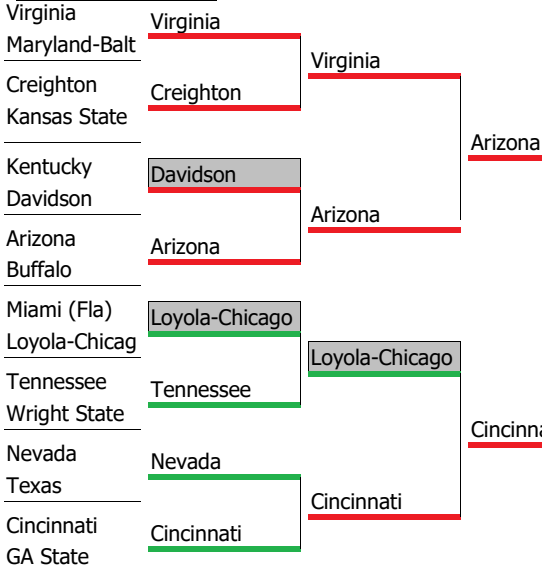 Virginia
Maryland-Balt
Creighton
Kansas State
Kentucky
Davidson
Arizona
Buffalo
Miami (Fla)
Loyola-Chicag
Tennessee
Wright State
Nevada
Texas
Cincinnati
GA State
Virginia
Creighton
Davidson
Arizona
Loyola-Chicago
Tennessee
Nevada
Cincinnati
Virginia
Arizona
Loyola-Chicago
Cincinnati
Arizona
Cincinna